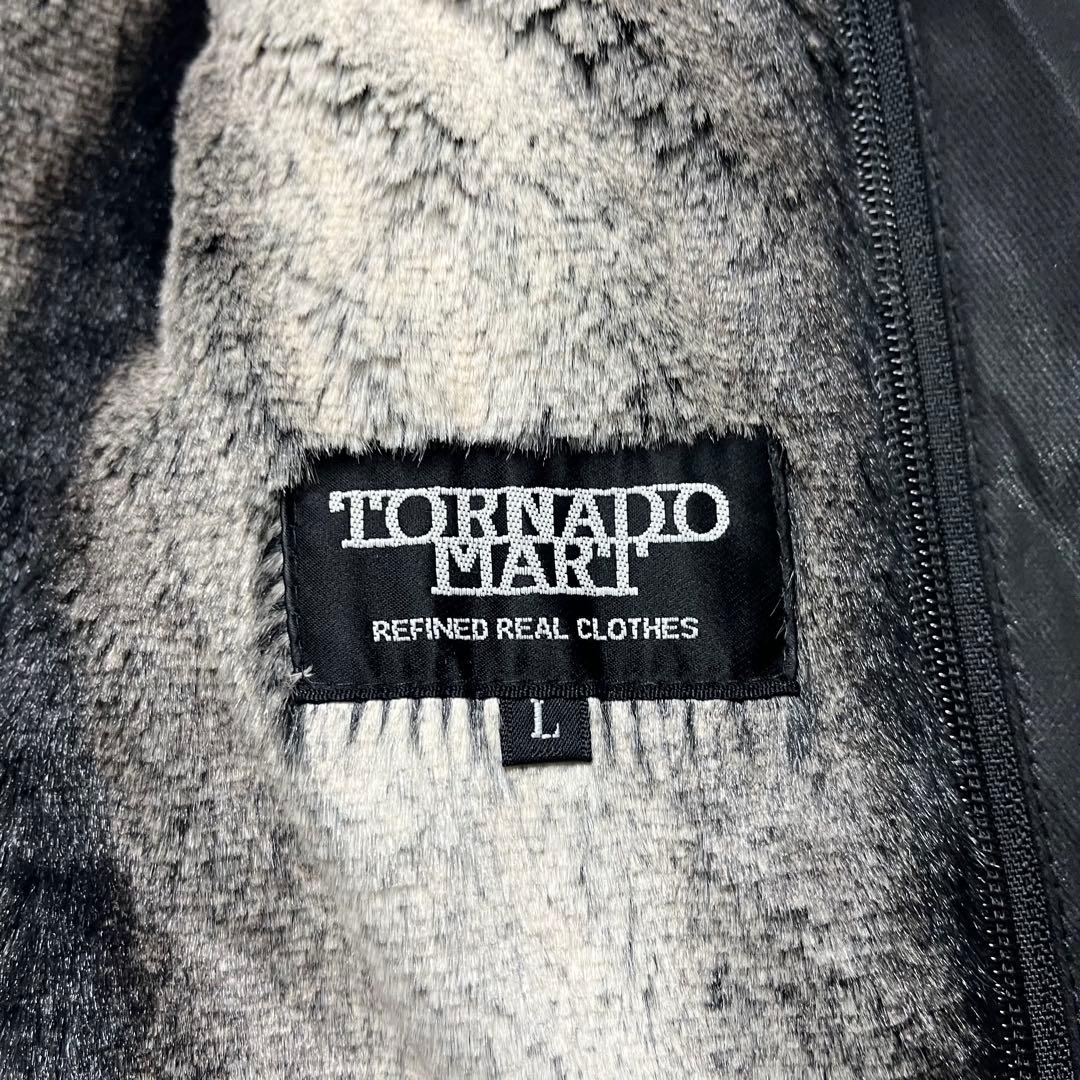 TORNADO
MART
REFINED REAL CLOTHES
L